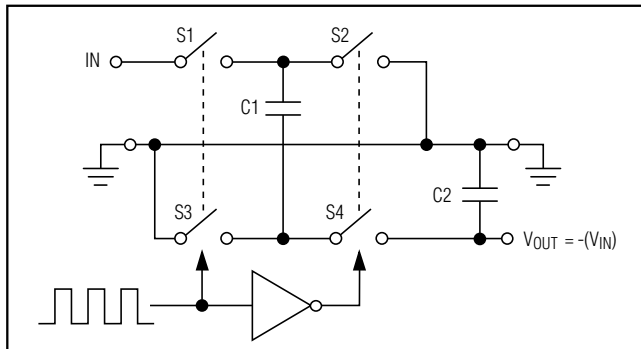 S1
S2
IN
C1
C2
S3
S4
VOUT = -(VIN)